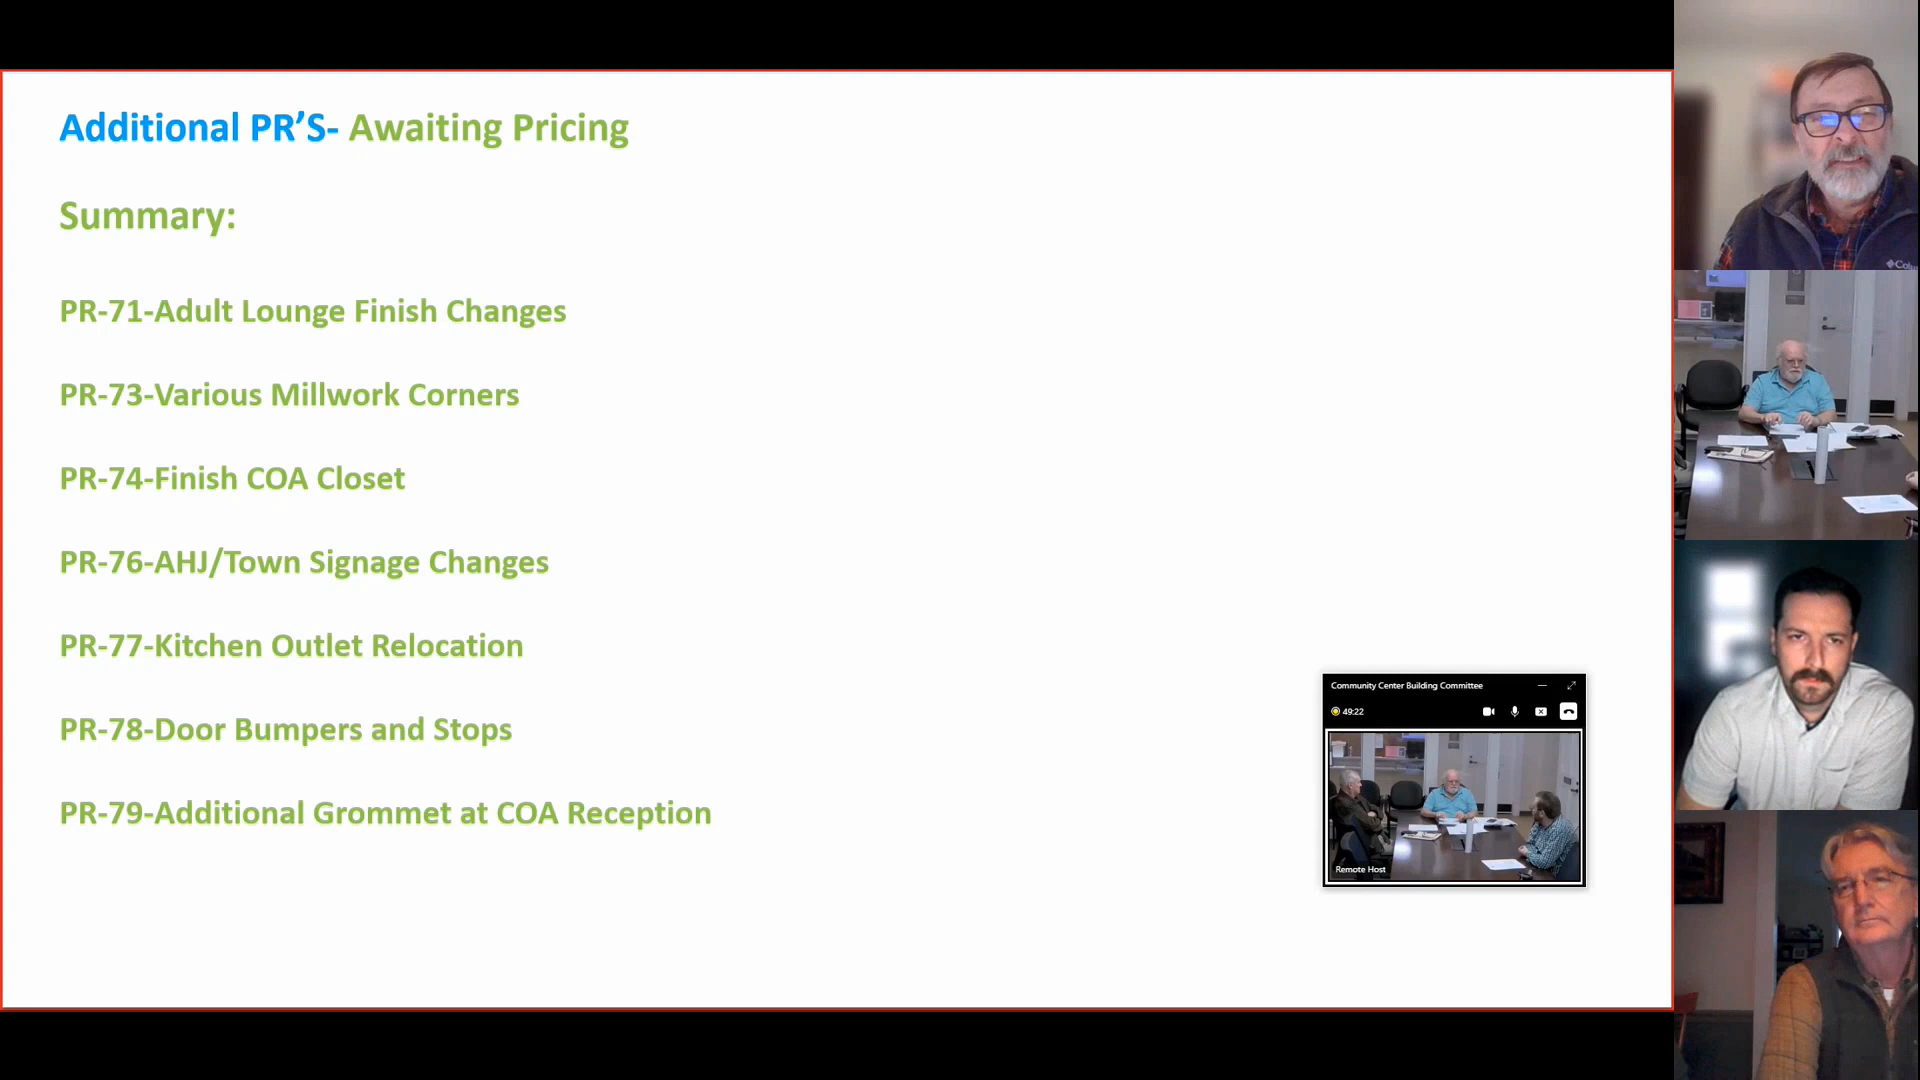 Additional PR’S- Awaiting Pricing
Summary:
PR-71-Adult Lounge Finish Changes
PR-73-Various Millwork Corners
PR-74-Finish COA Closet
PR-76-AHJ/Town Signage Changes
PR-77-Kitchen Outlet Relocation
PR-78-Door Bumpers and Stops
PR-79-Additional Grommet at COA Reception
Community Center Building Committee
49:22
Remote Host